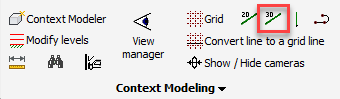 Context Modeler
Modify levels
View
manager
Grid
2D
3D
Convert line to a grid line
Show / Hide cameras
Context Modeling